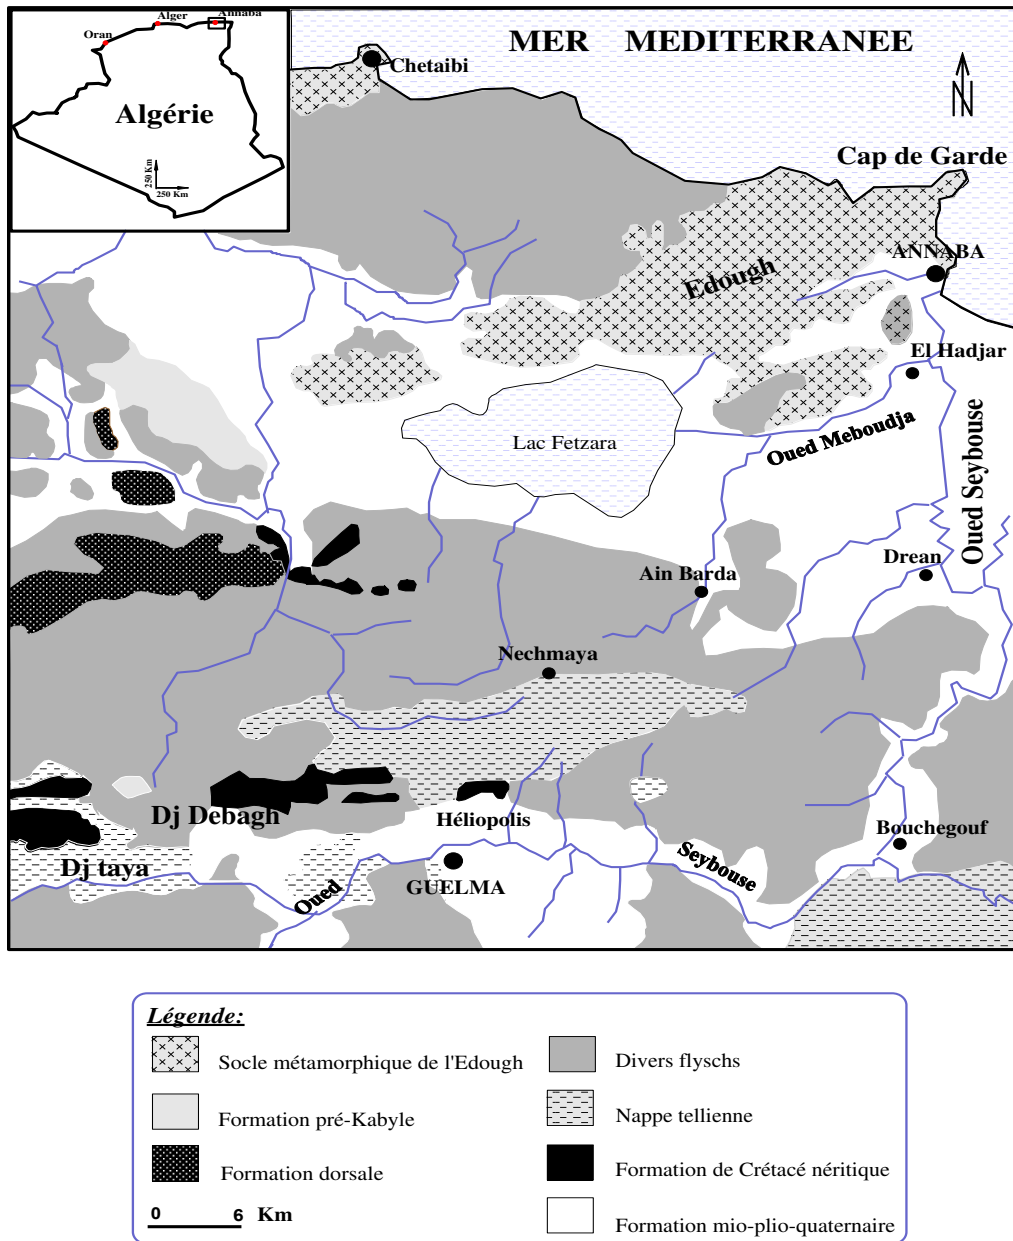 Alger
Annaba
Oran
Algérie
250 Km
250 Km
MER MEDITERRANEE
Chetaibi
N
Cap de Garde
ANNABA
Edough
El Hadjar
Lac Fetzara
Oued Meboudja
Oued Seybouse
Drean
Ain Barda
Nechmaya
Dj Debagh
Héliopolis
Bouchegouf
Dj taya
GUELMA
Oued
Seybouse
Légende:
Socle métamorphique de l'Edough
Divers flyschs
Formation pré-Kabyle
Nappe tellienne
Formation dorsale
Formation de Crétacé néritique
0 6 Km
Formation mio-plio-quaternaire